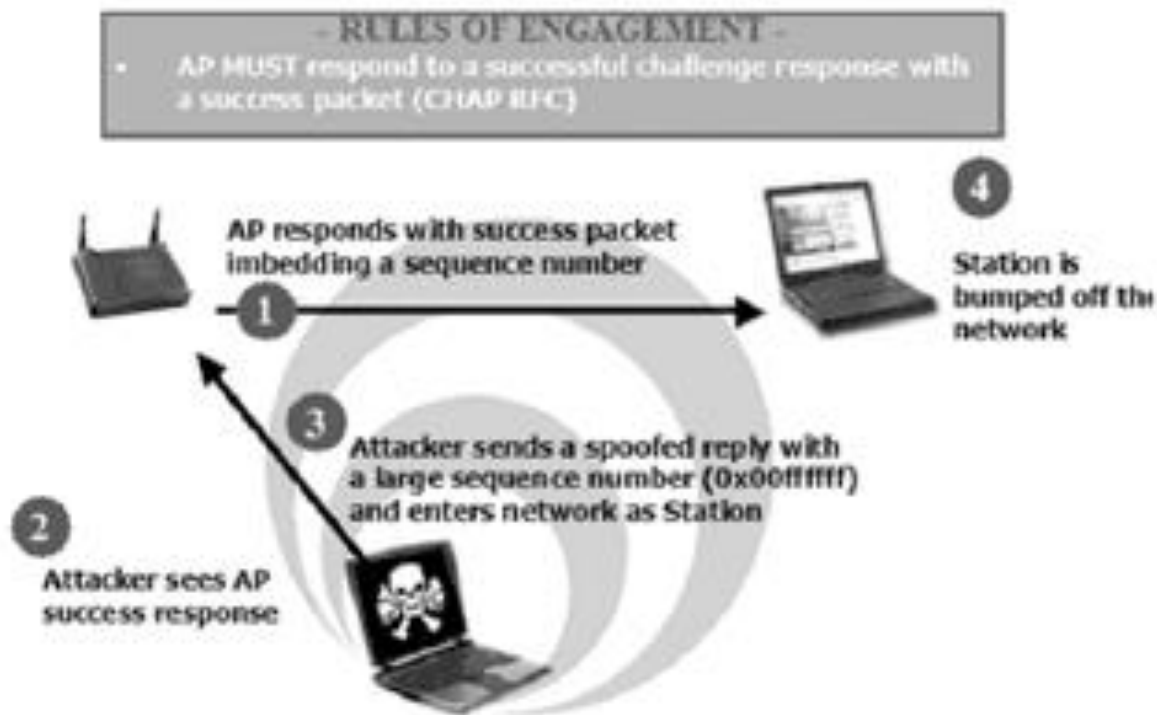 - RULES OF ENGAGEMENT -
• AP MUST respond to a successful challenge response with
a success packet (CHAP RFC)
4
AP responds with success packet
imbedding a sequence number
1
Station is
bumped off the
network
3
Attacker sends a spoofed reply with
a large sequence number (0x00ffffff)
and enters network as Station
2
Attacker sees AP
success response